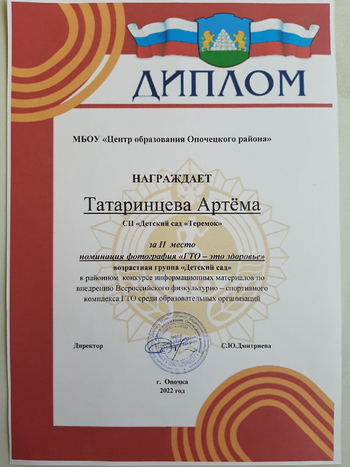 ДИПЛОМ
МБОУ «Центр образования Опочецкого района»
НАГРАЖДАЕТ
Татаринцева Артёма
СП «Детский сад «Теремок»
за II место
номинация фотография «ГТО – это здоровье»
возрастная группа «Детский сад»
в районном конкурсе информационных материалов по
внедрению Всероссийского физкультурно – спортивного
комплекса ГТО среди образовательных организаций
Директор С.Ю.Дмитриева
г. Опочка
2022 год